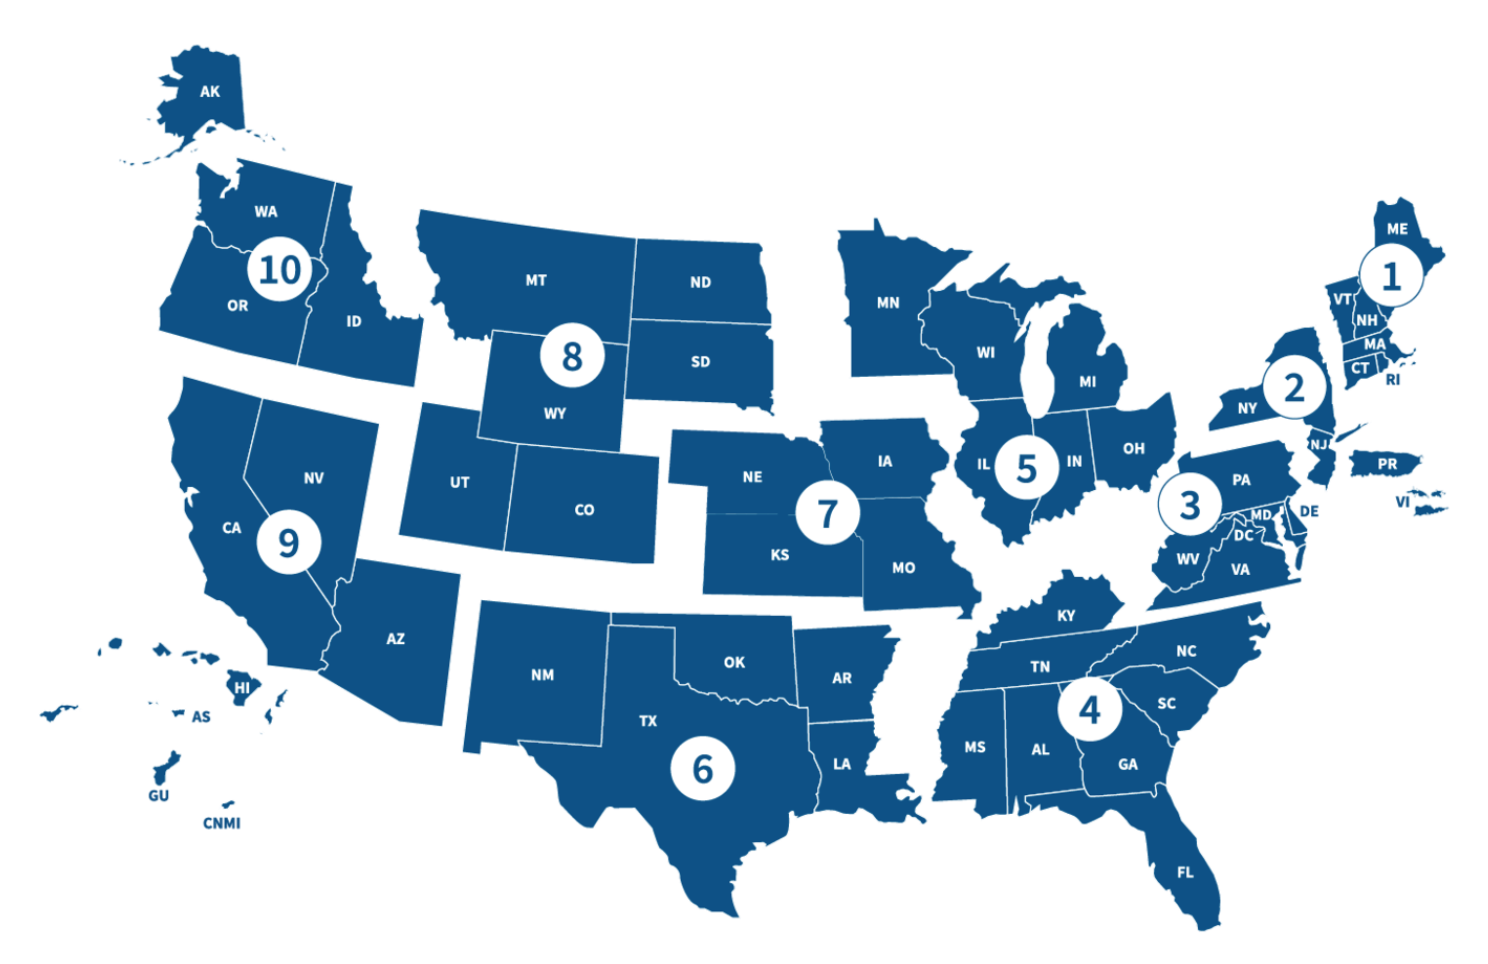 AK
WA
10
OR
ID
MT
ND
8
SD
WY
MN
WI
MI
ME
1
VT
NH
MA
CT
RI
2
NY
NJ
PR
VI
NV
CA
9
UT
CO
NE
IA
7
KS
MO
IL
5
IN
OH
PA
3
MD
DE
DC
WV
VA
AZ
HI
AS
GU
CNMI
NM
OK
TX
6
AR
LA
KY
TN
NC
SC
4
MS
AL
GA
FL